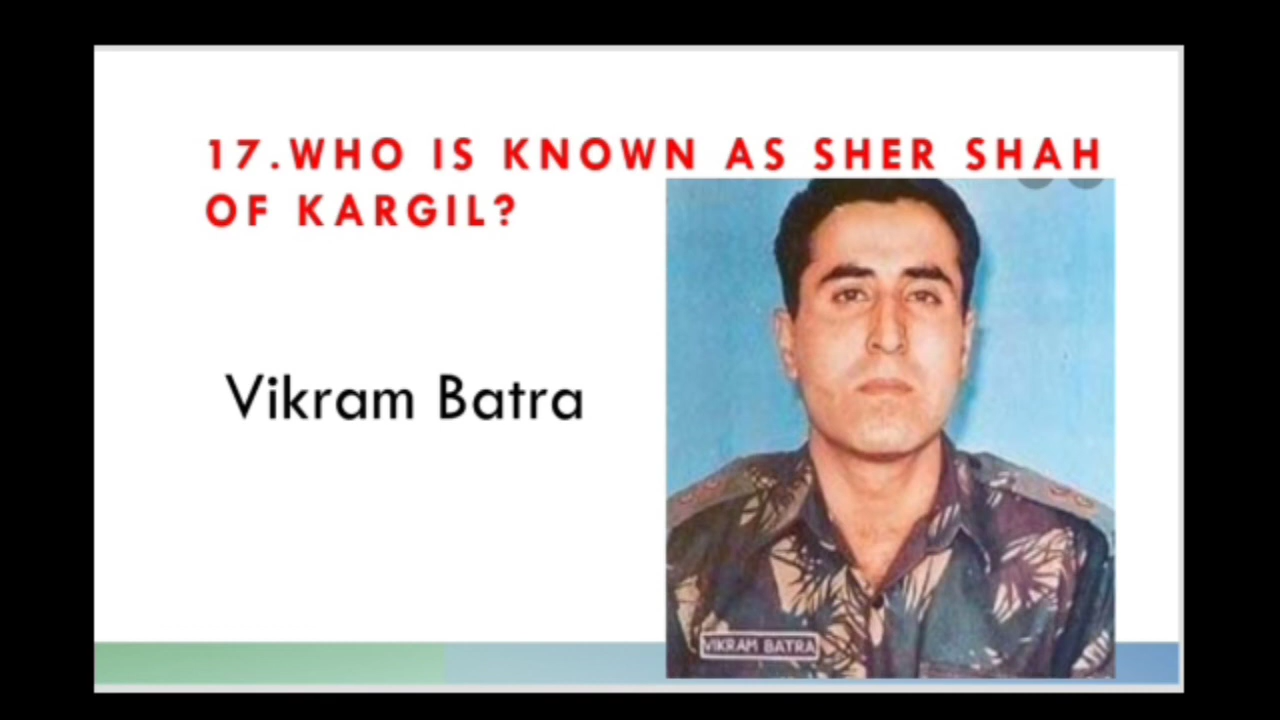 17.WHO IS KNOWN AS SHER SHAH
OF KARGIL?
Vikram Batra
VIKRAM BATRA